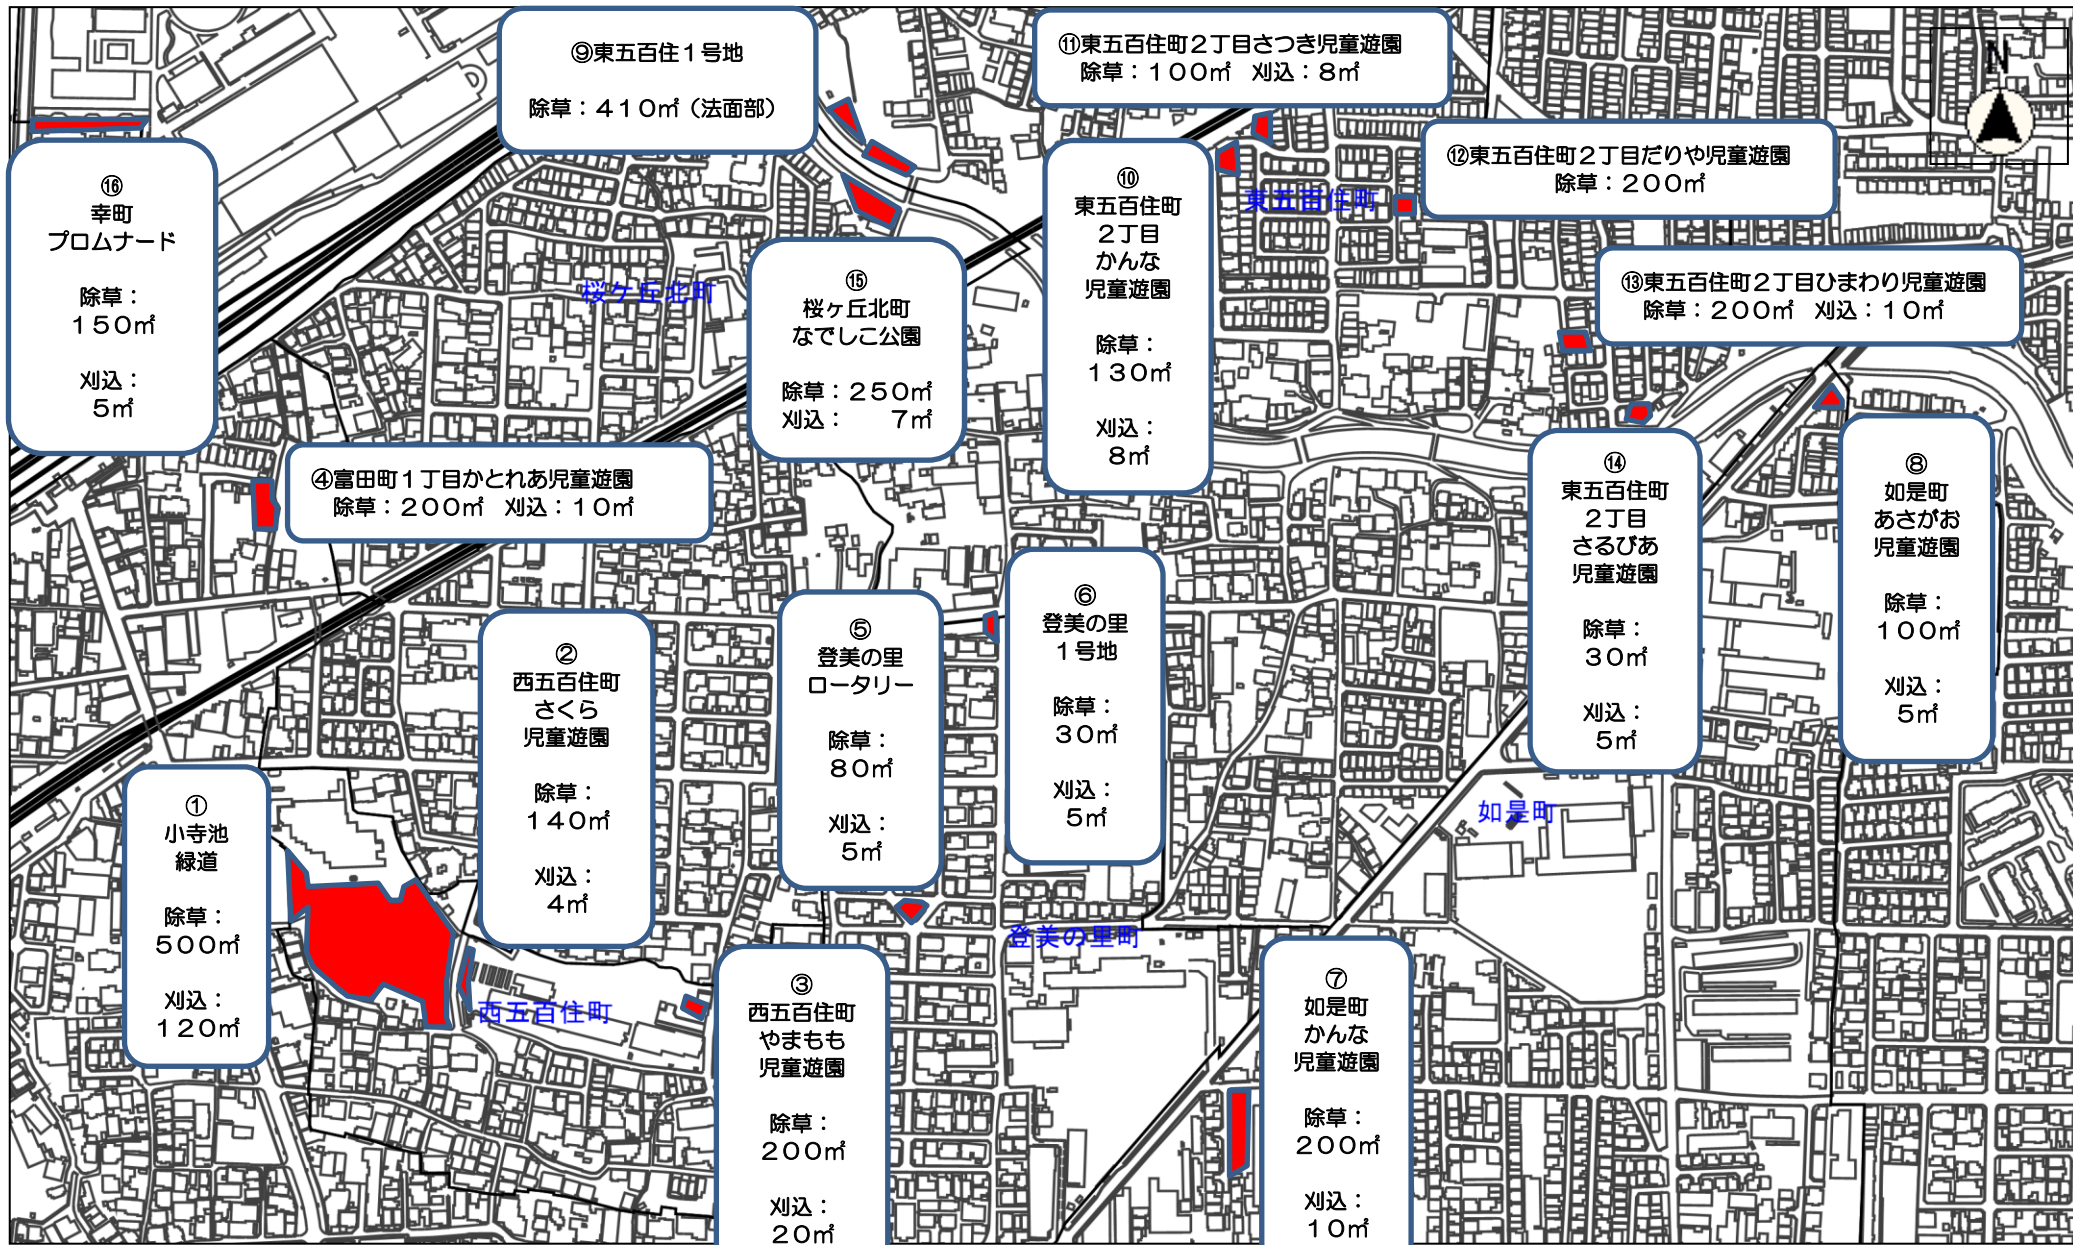 ⑨東五百住1号地
除草：410㎡（法面部）
⑪東五百住町２丁目さつき児童遊園
除草：１００㎡　刈込：８㎡
N
⑫東五百住町２丁目だりや児童遊園
除草：２００㎡
⑯
幸町
プロムナード
除草：
１５０㎡
刈込：
５㎡
⑩
東五百住町
２丁目
かんな
児童遊園
除草：
１３０㎡
刈込：
８㎡
東五百住町
⑬東五百住町２丁目ひまわり児童遊園
除草：２００㎡　刈込：１０㎡
桜ケ丘北町
⑮
桜ヶ丘北町
なでしこ公園
除草：２５０㎡
刈込：　　７㎡
④富田町１丁目かとれあ児童遊園
除草：２００㎡　刈込：１０㎡
⑭
東五百住町
２丁目
さるびあ
児童遊園
除草：
３０㎡
刈込：
５㎡
⑧
如是町
あさがお
児童遊園
除草：
１００㎡
刈込：
５㎡
②
西五百住町
さくら
児童遊園
除草：
１４０㎡
刈込：
４㎡
⑤
登美の里
ロータリー
除草：
８０㎡
刈込：
５㎡
⑥
登美の里
１号地
除草：
３０㎡
刈込：
５㎡
如是町
①
小寺池
緑道
除草：
５００㎡
刈込：
１２０㎡
登美の里町
西五百住町
③
西五百住町
やまもも
児童遊園
除草：
２００㎡
刈込：
２０㎡
⑦
如是町
かんな
児童遊園
除草：
２００㎡
刈込：
１０㎡